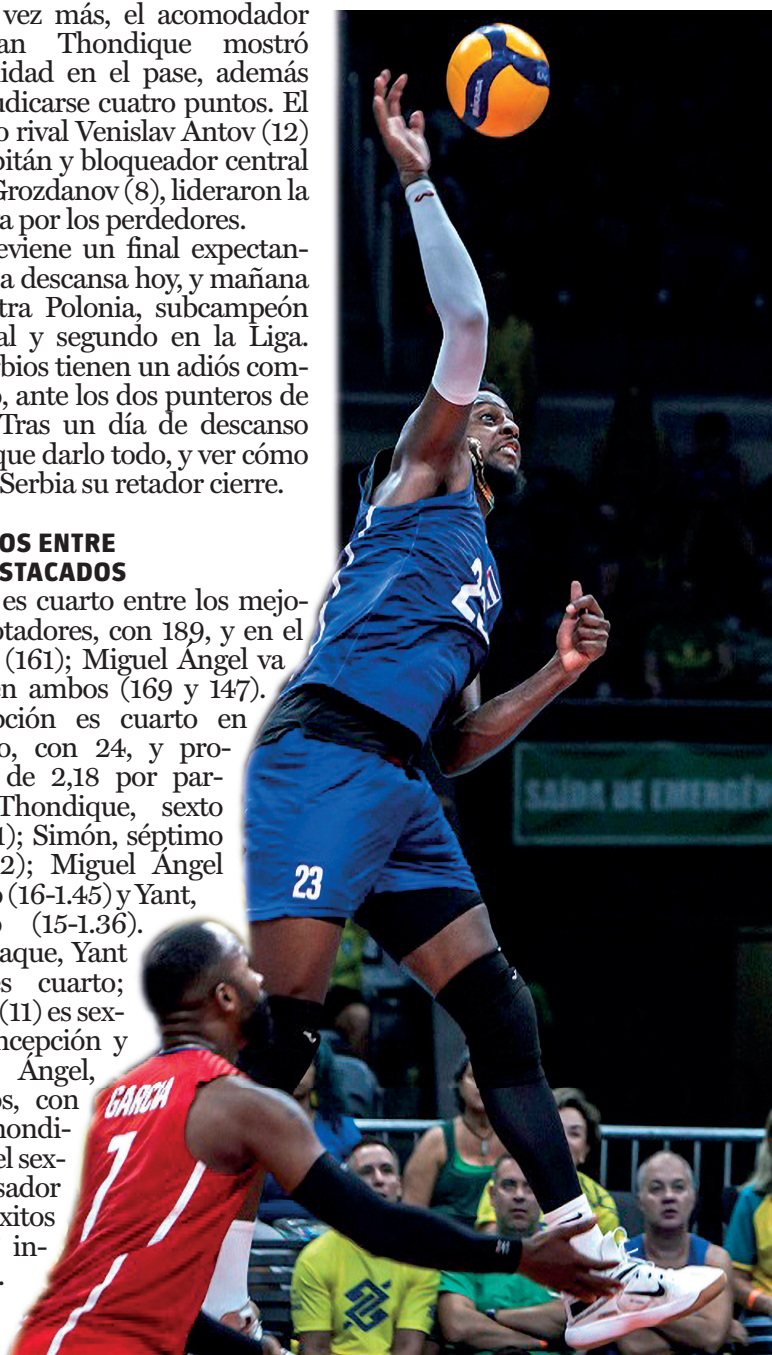 vez más, el acomodador
an Thondique mostró
idad en el pase, además
udicarse cuatro puntos. El
o rival Venislav Antov (12)
pitán y bloqueador central
Grozdanov (8), lideraron la
a por los perdedores.
eviene un final expectan-
a descansa hoy, y mañana
tra Polonia, subcampeón
al y segundo en la Liga.
rbios tienen un adiós com-
o, ante los dos punteros de
Tras un día de descanso
que darlo todo, y ver cómo
Serbia su retador cierre.
OS ENTRE
STACADOS
es cuarto entre los mejo-
otadores, con 189, y en el
(161); Miguel Ángel va
en ambos (169 y 147).
pción es cuarto en
o, con 24, y pro-
de 2,18 por par-
Thondique, sexto
1); Simón, séptimo
2); Miguel Ángel
o (16-1.45) y Yant,
o (15-1.36).
aque, Yant
es cuarto;
(11) es sex-
ncepción y
Ángel,
os, con
hondi-
el sex-
sador
xitos
in-
SAÍDA DE EMERGÊN
23
GARCIA
7